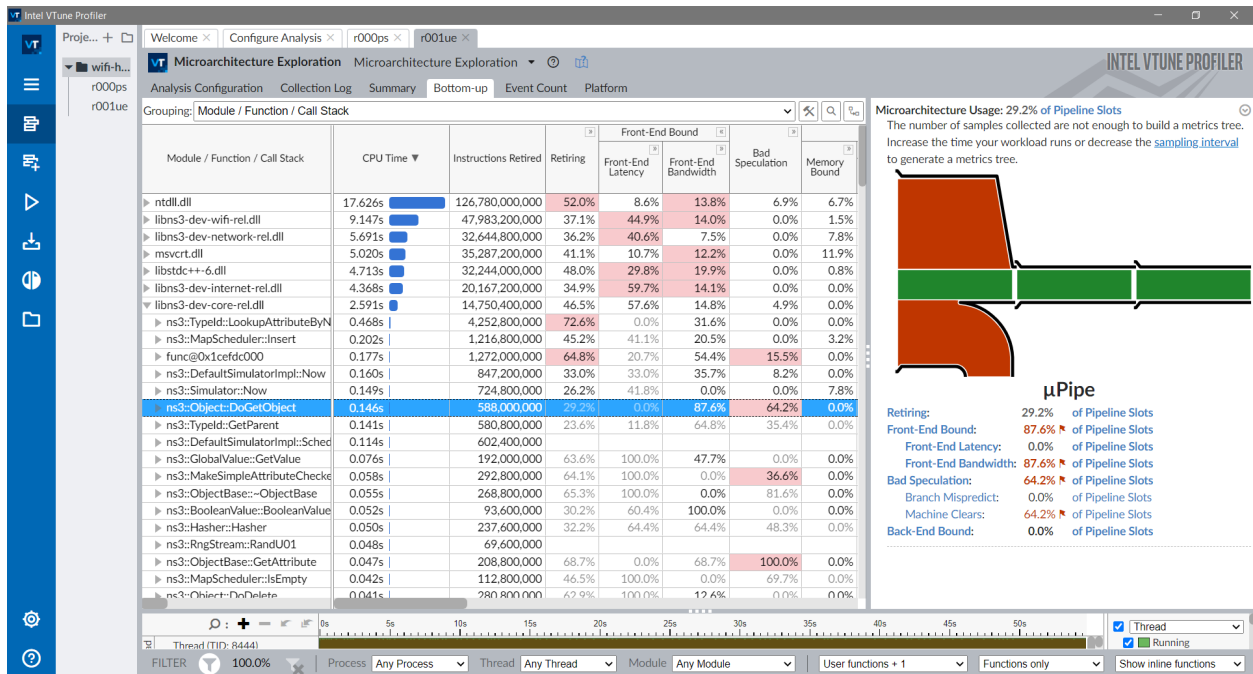 Intel VTune Profiler
Proje...
wifi-h...
r000ps
r001ue
Welcome
Configure Analysis
r000ps
r001ue
Microarchitecture Exploration Microarchitecture Exploration
INTEL VTUNE PROFILER
Analysis Configuration Collection Log Summary Bottom-up Event Count Platform
Grouping: Module / Function / Call Stack
Module / Function / Call Stack CPU Time ▼ Instructions Retired Retiring Front-End Bound Bad Speculation Memory Bound
Front-End Latency Front-End Bandwidth
ntdll.dll 17.626s 126,780,000,000 52.0% 8.6% 13.8% 6.9% 6.7%
libns3-dev-wifi-rel.dll 9.147s 47,983,200,000 37.1% 44.9% 14.0% 0.0% 1.5%
libns3-dev-network-rel.dll 5.691s 32,644,800,000 36.2% 40.6% 7.5% 0.0% 7.8%
msvcrt.dll 5.020s 35,287,200,000 41.1% 10.7% 12.2% 0.0% 11.9%
libstdc++-6.dll 4.713s 32,244,000,000 48.0% 29.8% 19.9% 0.0% 0.8%
libns3-dev-internet-rel.dll 4.368s 20,167,200,000 34.9% 59.7% 14.1% 0.0% 0.0%
libns3-dev-core-rel.dll 2.591s 14,750,400,000 46.5% 57.6% 14.8% 4.9% 0.0%
ns3::TypeId::LookupAttributeByN 0.468s 4,252,800,000 72.6% 0.0% 31.6% 0.0% 0.0%
ns3::MapScheduler::Insert 0.202s 1,216,800,000 45.2% 41.1% 20.5% 0.0% 3.2%
func@0x1cefdc000 0.177s 1,272,000,000 64.8% 20.7% 54.4% 15.5% 0.0%
ns3::DefaultSimulatorImpl::Now 0.160s 847,200,000 33.0% 33.0% 35.7% 8.2% 0.0%
ns3::Simulator::Now 0.149s 724,800,000 26.2% 41.8% 0.0% 0.0% 7.8%
ns3::Object::DoGetObject 0.146s 588,000,000 29.2% 0.0% 87.6% 64.2% 0.0%
ns3::TypeId::GetParent 0.141s 580,800,000 23.6% 11.8% 64.8% 35.4% 0.0%
ns3::DefaultSimulatorImpl::Sched 0.114s 602,400,000
ns3::GlobalValue::GetValue 0.076s 192,000,000 63.6% 100.0% 47.7% 0.0% 0.0%
ns3::MakeSimpleAttributeChecke 0.058s 292,800,000 64.1% 100.0% 0.0% 36.6% 0.0%
ns3::ObjectBase::~ObjectBase 0.055s 268,800,000 65.3% 100.0% 0.0% 81.6% 0.0%
ns3::BooleanValue::BooleanValue 0.052s 93,600,000 30.2% 60.4% 100.0% 0.0% 0.0%
ns3::Hasher::Hasher 0.050s 237,600,000 32.2% 64.4% 64.4% 48.3% 0.0%
ns3::RngStream::RandU01 0.048s 69,600,000
ns3::ObjectBase::GetAttribute 0.047s 208,800,000 68.7% 0.0% 68.7% 100.0% 0.0%
ns3::MapScheduler::IsEmpty 0.042s 112,800,000 46.5% 100.0% 0.0% 69.7% 0.0%
ns3::Object::DoDelete 0.041s 280,800,000 62.9% 100.0% 12.6% 0.0% 0.0%
Microarchitecture Usage: 29.2% of Pipeline Slots
The number of samples collected are not enough to build a metrics tree.
Increase the time your workload runs or decrease the sampling interval
to generate a metrics tree.
µPipe
Retiring: 29.2% of Pipeline Slots
Front-End Bound: 87.6% of Pipeline Slots
Front-End Latency: 0.0% of Pipeline Slots
Front-End Bandwidth: 87.6% of Pipeline Slots
Bad Speculation: 64.2% of Pipeline Slots
Branch Mispredict: 0.0% of Pipeline Slots
Machine Clears: 64.2% of Pipeline Slots
Back-End Bound: 0.0% of Pipeline Slots
0s 5s 10s 15s 20s 25s 30s 35s 40s 45s 50s
Thread (TID: 8444)
Thread
Running
FILTER 100.0% Process Any Process Thread Any Thread Module Any Module User functions + 1 Functions only Show inline functions